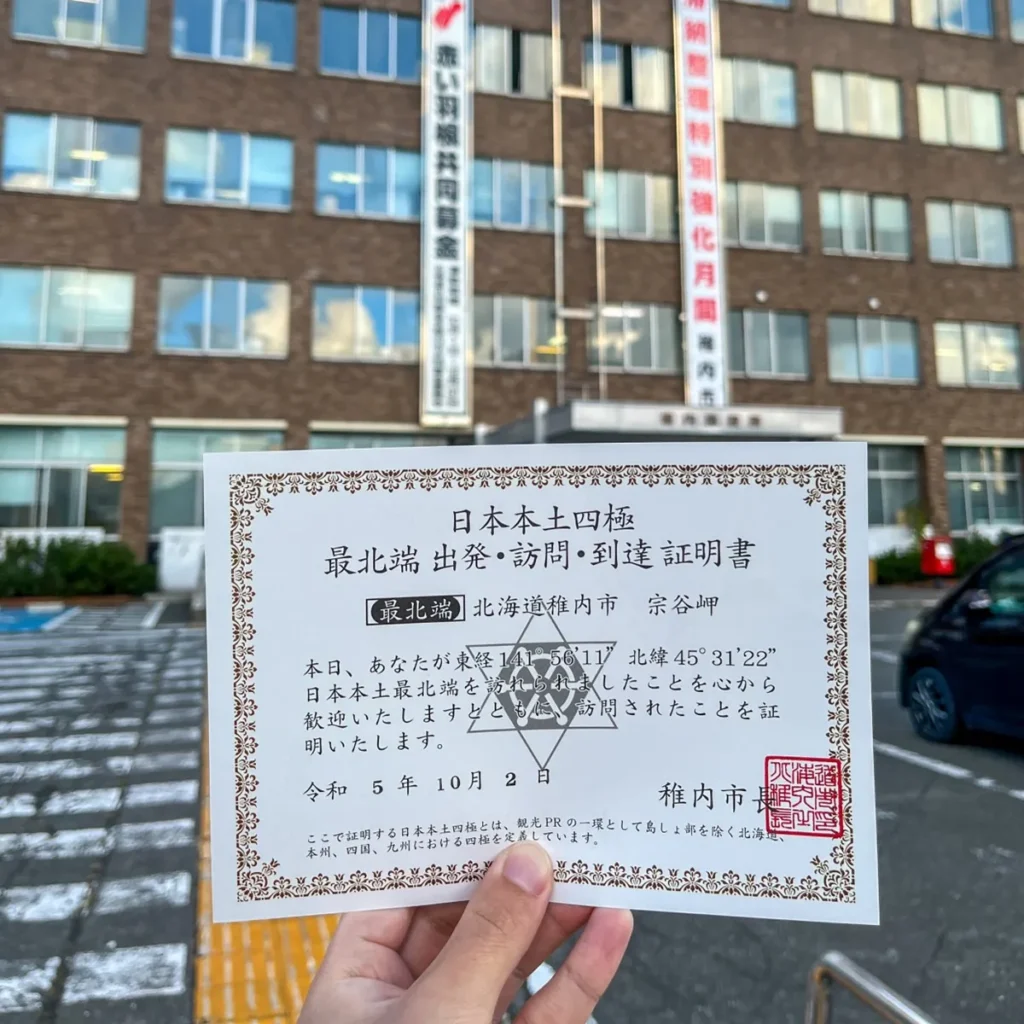 赤い羽根共同募金
納整理特別強化月間 稚内市
日本本土四極
最北端 出発・訪問・到達 証明書
最北端 北海道稚内市 宗谷岬
本日、あなたが東経141°56'11” 北緯45°31'22”
日本本土最北端を訪れられましたことを心から
歓迎いたしますとともに、訪問されたことを証
明いたします。
令和 5 年 10月 2 日
稚内市長
ここで証明する日本本土四極とは、観光PRの一環として島しょ部を除く北海道、
本州、四国、九州における四極を定義しています。